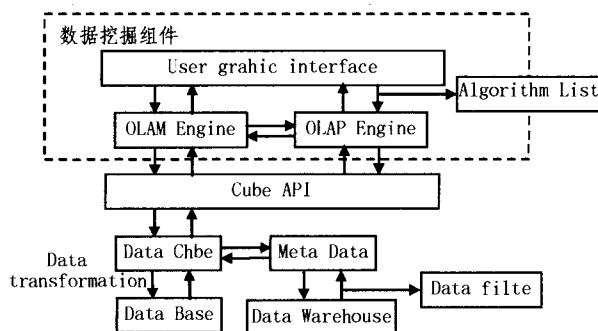 数据挖掘组件
User grahic interface
Algorithm List
OLAM Engine
OLAP Engine
Cube API
Data Chbe
Meta Data
Data
transformation
Data filte
Data Base
Data Warehouse